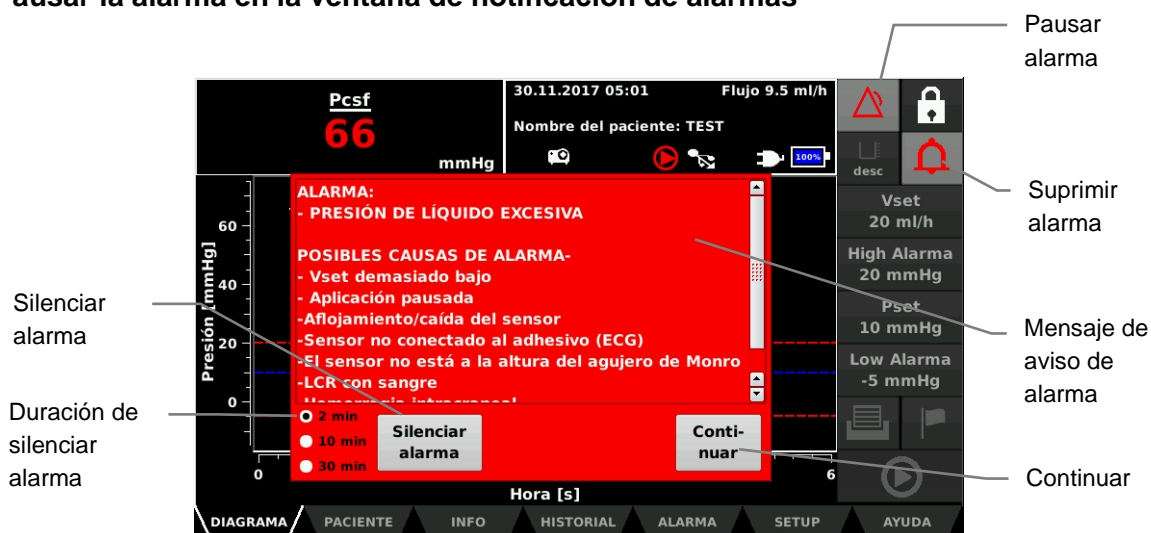 ausar la alarma en la ventana de notificación de alarmas
Pausar
alarma
Pcsf
66
mmHg
30.11.2017 05:01
Flujo 9.5 ml/h
Nombre del paciente: TEST
100%
desc
Suprimir
alarma
Vset
20 ml/h
High Alarma
20 mmHg
Pset
10 mmHg
Low Alarma
-5 mmHg
ALARMA:
- PRESIÓN DE LÍQUIDO EXCESIVA
POSIBLES CAUSAS DE ALARMA-
- Vset demasiado bajo
- Aplicación pausada
-Aflojamiento/caída del sensor
-Sensor no conectado al adhesivo (ECG)
-El sensor no está a la altura del agujero de Monro
-LCR con sangre
-Hemorragia intracraneal
Presión [mmHg]
60
40
20
0
2 min
10 min
30 min
Silenciar
alarma
Conti-
nuar
0
6
Hora [s]
DIAGRAMA
PACIENTE
INFO
HISTORIAL
ALARMA
SETUP
AYUDA
Silenciar
alarma
Duración de
silenciar
alarma
Mensaje de
aviso de
alarma
Continuar